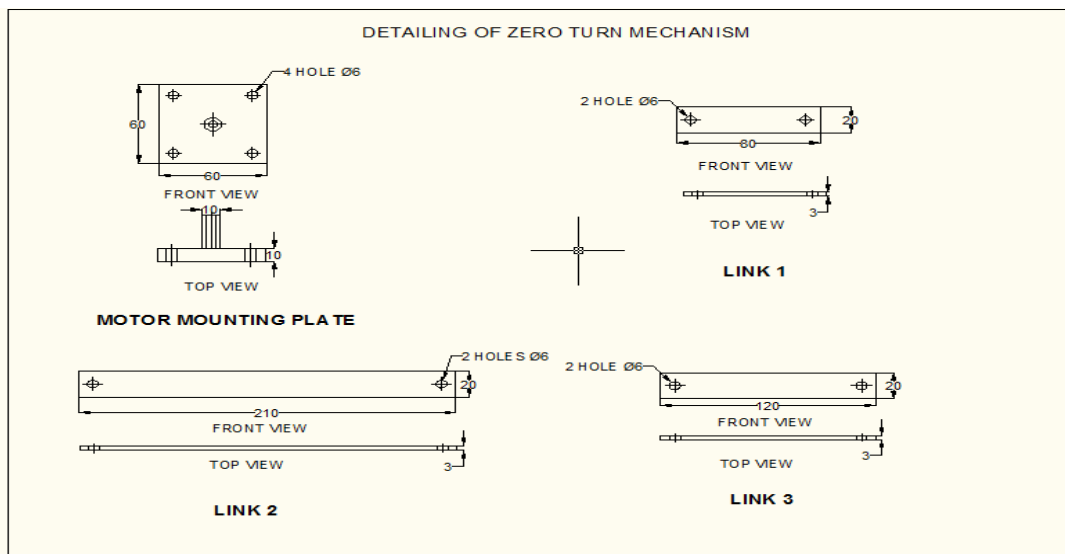 DETAILING OF ZERO TURN MECHANISM
4 HOLE Ø6
60
60
FRONT VIEW
10
10
TOP VIEW
MOTOR MOUNTING PLATE
2 HOLE Ø6
20
80
FRONT VIEW
3
TOP VIEW
LINK 1
2 HOLES Ø6
20
210
FRONT VIEW
TOP VIEW
3
LINK 2
2 HOLE Ø6
20
120
FRONT VIEW
3
TOP VIEW
LINK 3